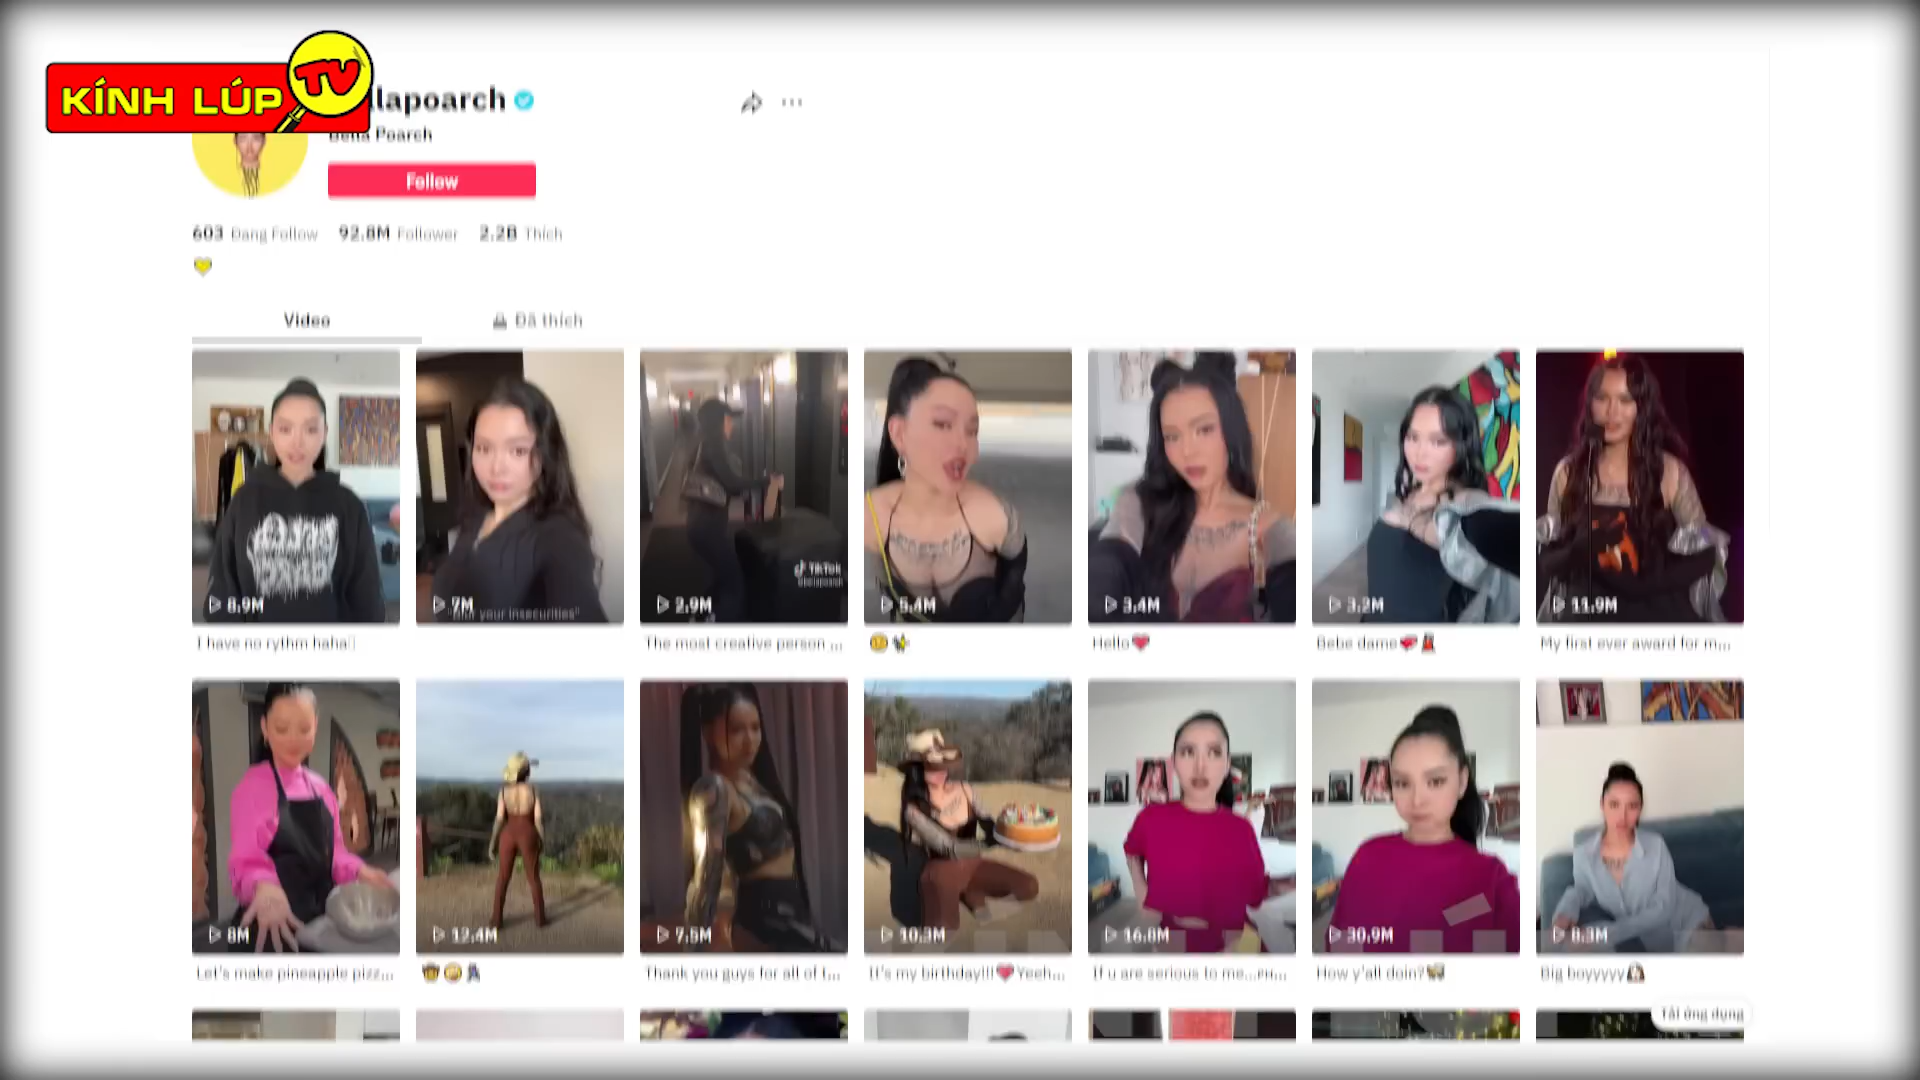 KÍNH LÚP TV
llapoarch
Bella Poarch
Follow
603 Đang Follow 92.8M Follower 2.2B Thích
Video Đã thích
8.9M 7M 2.9M 5.4M 3.4M 3.2M 11.9M
your insecurities"
TikTok
I have no rythm haha
The most creative person ...
Hello❤️
Bebe dame
My first ever award for m...
8M 12.4M 7.5M 10.3M 16.8M 30.9M 8.3M
Let's make pineapple pizz...
Thank you guys for all of t...
It's my birthday!!!❤️Yeeh...
If u are serious to me...
How y'all doin?
Big boyyyyy
Tải ứng dụng